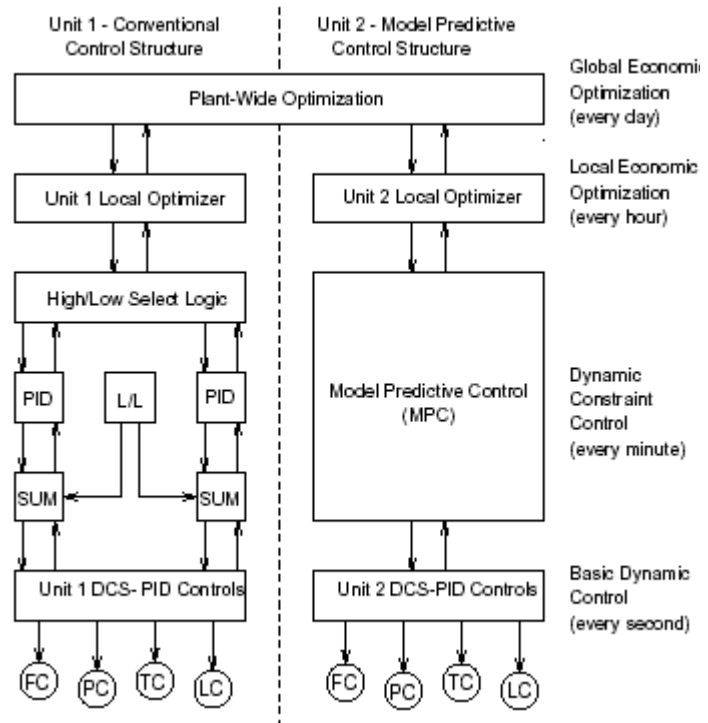 Unit 1 - Conventional
Control Structure
Unit 2 - Model Predictive
Control Structure
Plant-Wide Optimization
Global Economic
Optimization
(every day)
Unit 1 Local Optimizer
Unit 2 Local Optimizer
Local Economic
Optimization
(every hour)
High/Low Select Logic
PID
L/L
PID
SUM
SUM
Model Predictive Control
(MPC)
Dynamic
Constraint
Control
(every minute)
Unit 1 DCS- PID Controls
Unit 2 DCS-PID Controls
Basic Dynamic
Control
(every second)
FC
PC
TC
LC
FC
PC
TC
LC